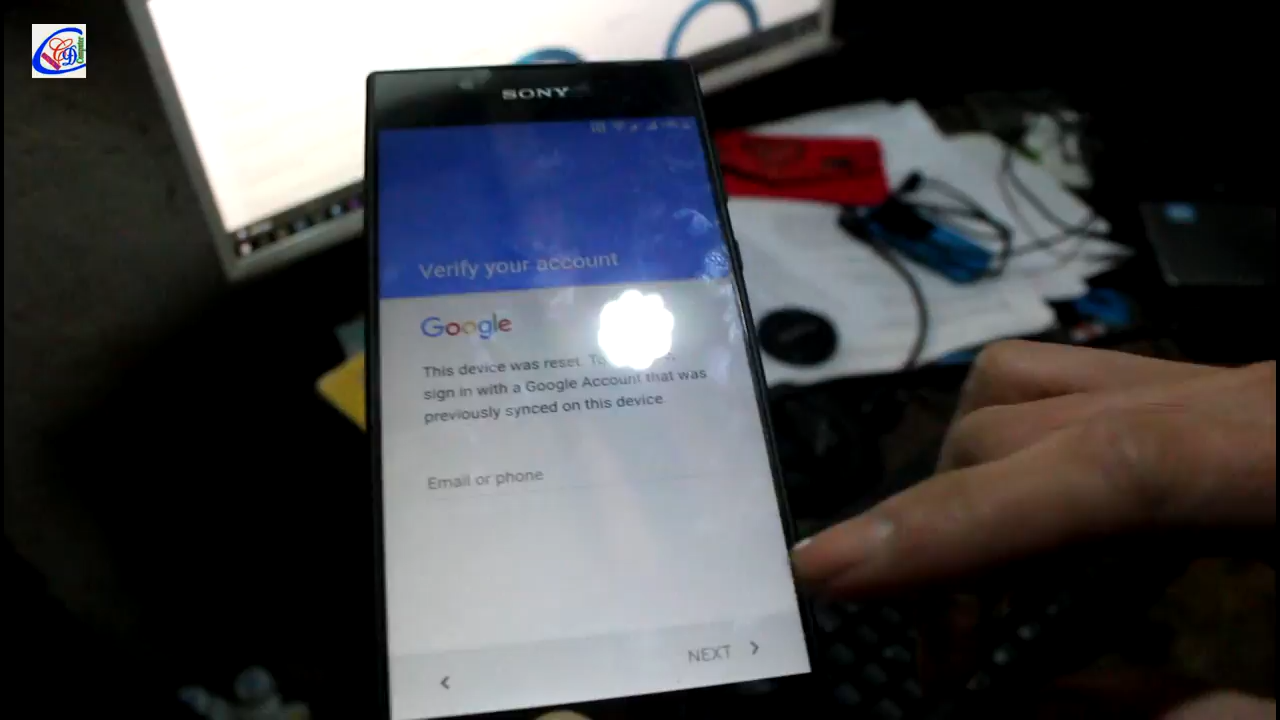 SONY
Verify your account
Google
This device was reset. To
sign in with a Google Account that was
previously synced on this device.
Email or phone
NEXT